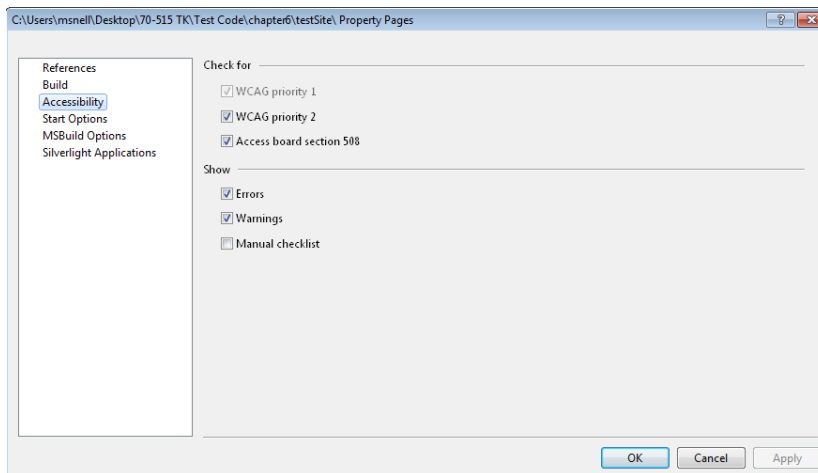 C:\Users\msnell\Desktop\70-515 TK\Test Code\chapter6\testSite\ Property Pages
References
Build
Accessibility
Start Options
MSBuild Options
Silverlight Applications
Check for
WCAG priority 1
WCAG priority 2
Access board section 508
Show
Errors
Warnings
Manual checklist
OK Cancel Apply